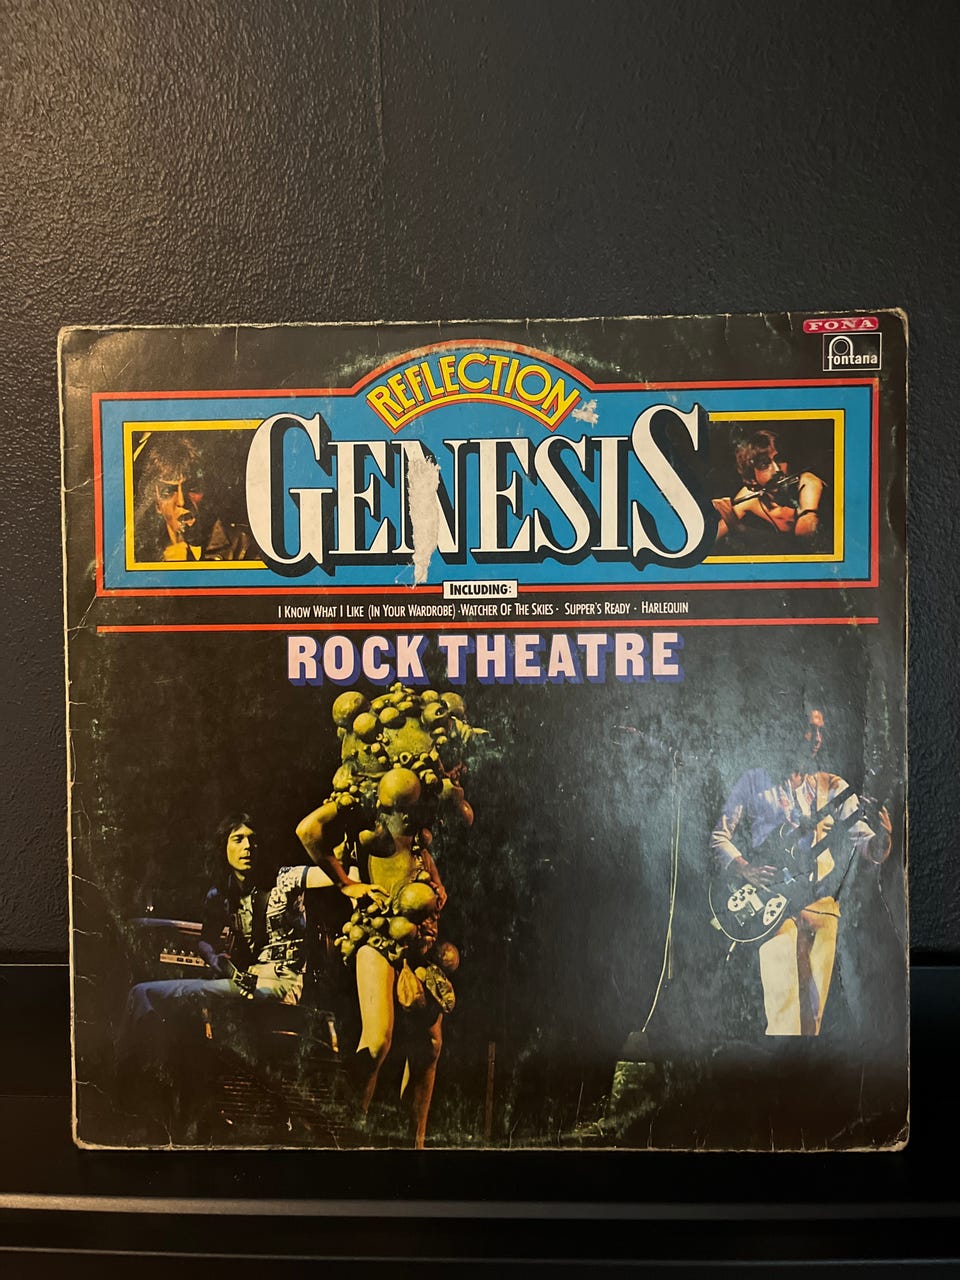 FONA
fontana
REFLECTION
GENESIS
INCLUDING:
I KNOW WHAT I LIKE (IN YOUR WARDROBE) · WATCHER OF THE SKIES · SUPPER'S READY · HARLEQUIN
ROCK THEATRE